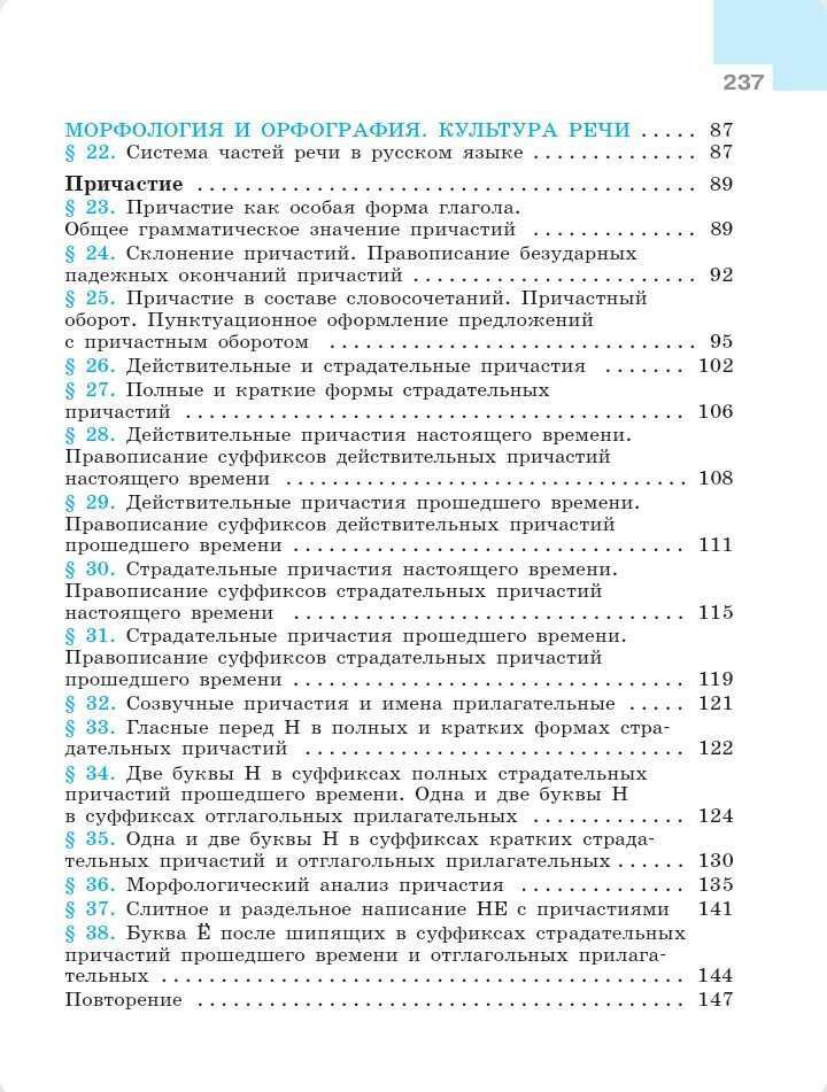 237
МОРФОЛОГИЯ И ОРФОГРАФИЯ. КУЛЬТУРА РЕЧИ ..... 87
§ 22. Система частей речи в русском языке .............. 87
Причастие .......................................... 89
§ 23. Причастие как особая форма глагола.
Общее грамматическое значение причастий .............. 89
§ 24. Склонение причастий. Правописание безударных
падежных окончаний причастий ........................ 92
§ 25. Причастие в составе словосочетаний. Причастный
оборот. Пунктуационное оформление предложений
с причастным оборотом ............................... 95
§ 26. Действительные и страдательные причастия ....... 102
§ 27. Полные и краткие формы страдательных
причастий .......................................... 106
§ 28. Действительные причастия настоящего времени.
Правописание суффиксов действительных причастий
настоящего времени .................................. 108
§ 29. Действительные причастия прошедшего времени.
Правописание суффиксов действительных причастий
прошедшего времени ................................. 111
§ 30. Страдательные причастия настоящего времени.
Правописание суффиксов страдательных причастий
настоящего времени ................................. 115
§ 31. Страдательные причастия прошедшего времени.
Правописание суффиксов страдательных причастий
прошедшего времени ................................. 119
§ 32. Созвучные причастия и имена прилагательные ..... 121
§ 33. Гласные перед Н в полных и кратких формах стра-
дательных причастий ................................ 122
§ 34. Две буквы Н в суффиксах полных страдательных
причастий прошедшего времени. Одна и две буквы Н
в суффиксах отглагольных прилагательных ............. 124
§ 35. Одна и две буквы Н в суффиксах кратких страда-
тельных причастий и отглагольных прилагательных ...... 130
§ 36. Морфологический анализ причастия .............. 135
§ 37. Слитное и раздельное написание НЕ с причастиями 141
§ 38. Буква Ё после шипящих в суффиксах страдательных
причастий прошедшего времени и отглагольных прилага-
тельных ............................................ 144
Повторение ......................................... 147